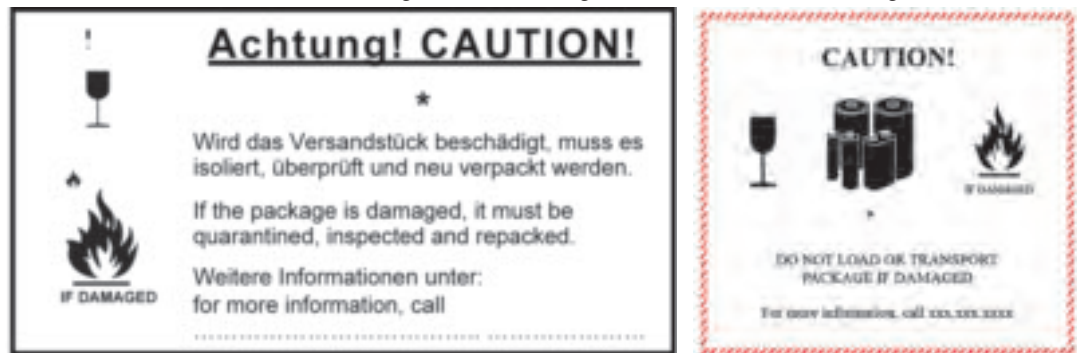 !
Achtung! CAUTION!
*
Wird das Versandstück beschädigt, muss es
isoliert, überprüft und neu verpackt werden.
If the package is damaged, it must be
quarantined, inspected and repacked.
Weitere Informationen unter:
for more information, call
IF DAMAGED
CAUTION!
IF DAMAGED
*
DO NOT LOAD OR TRANSPORT
PACKAGE IF DAMAGED
For more information, call xxx.xxx.xxxx